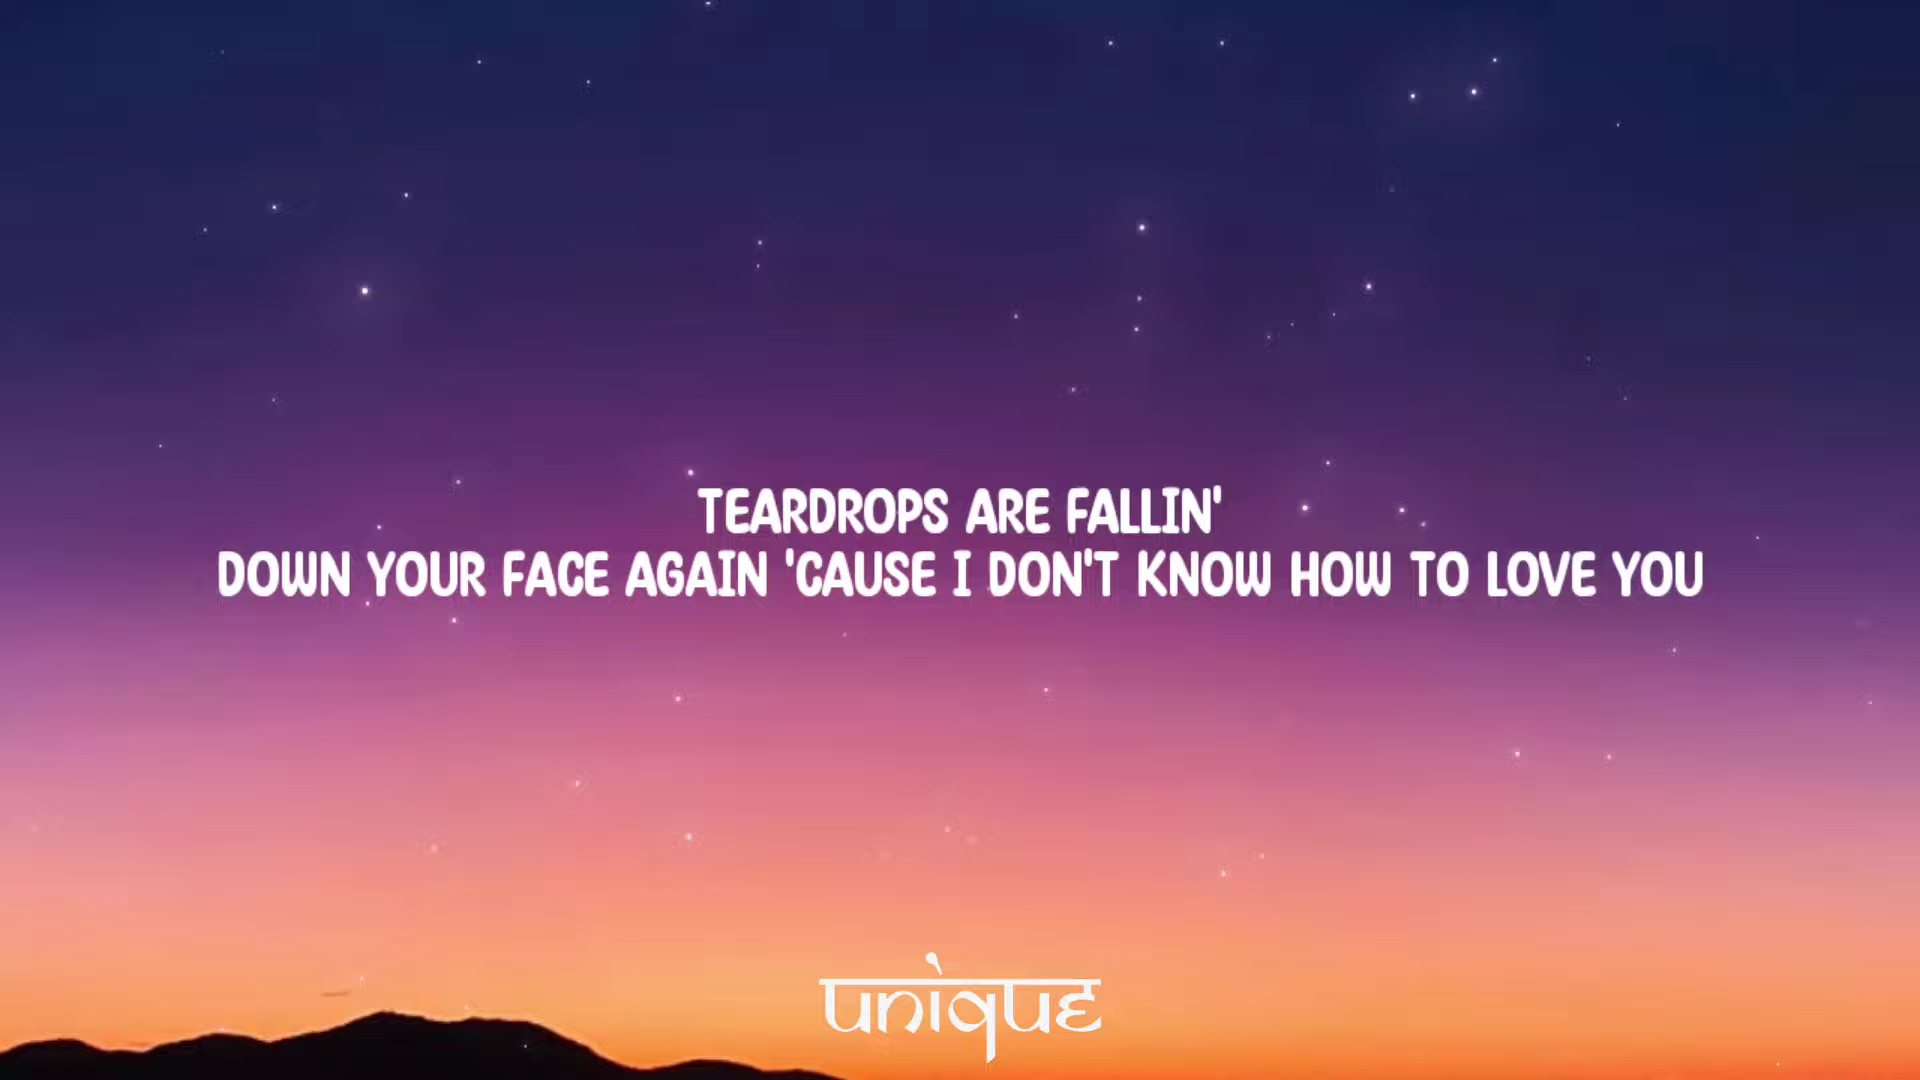 TEARDROPS ARE FALLIN'
DOWN YOUR FACE AGAIN 'CAUSE I DON'T KNOW HOW TO LOVE YOU
UNIQUE